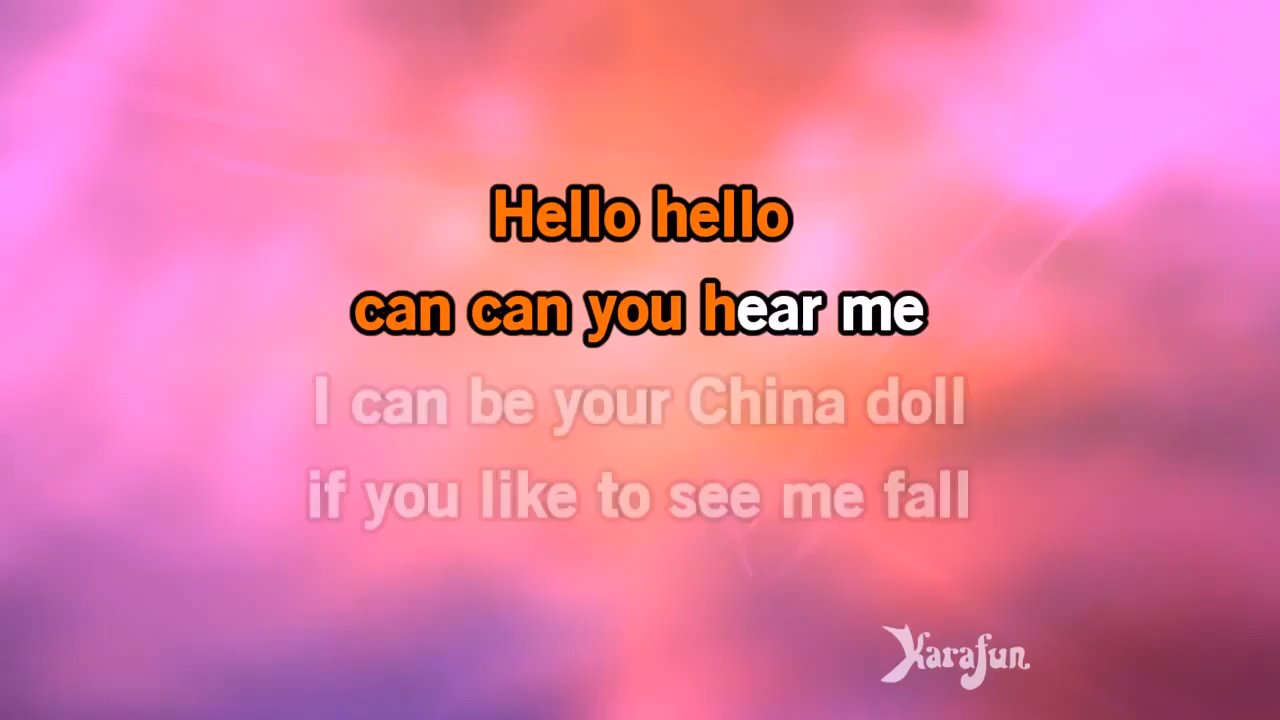 Hello hello
can can you hear me
I can be your China doll
if you like to see me fall
Karafun